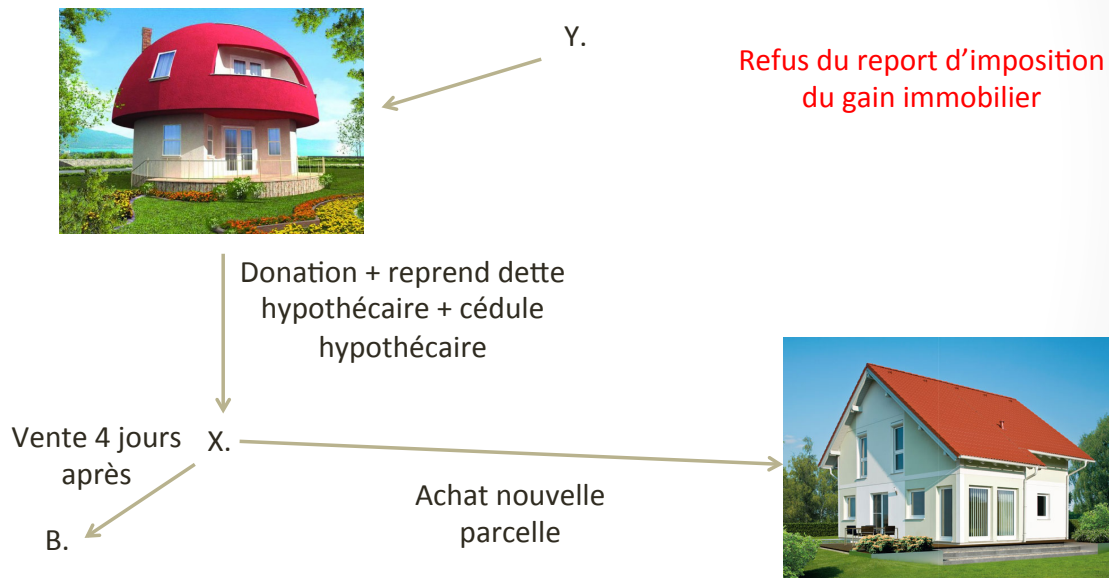 Y.
Refus du report d’imposition
du gain immobilier
Donation + reprend dette
hypothécaire + cédule
hypothécaire
Vente 4 jours
après
X.
B.
Achat nouvelle
parcelle